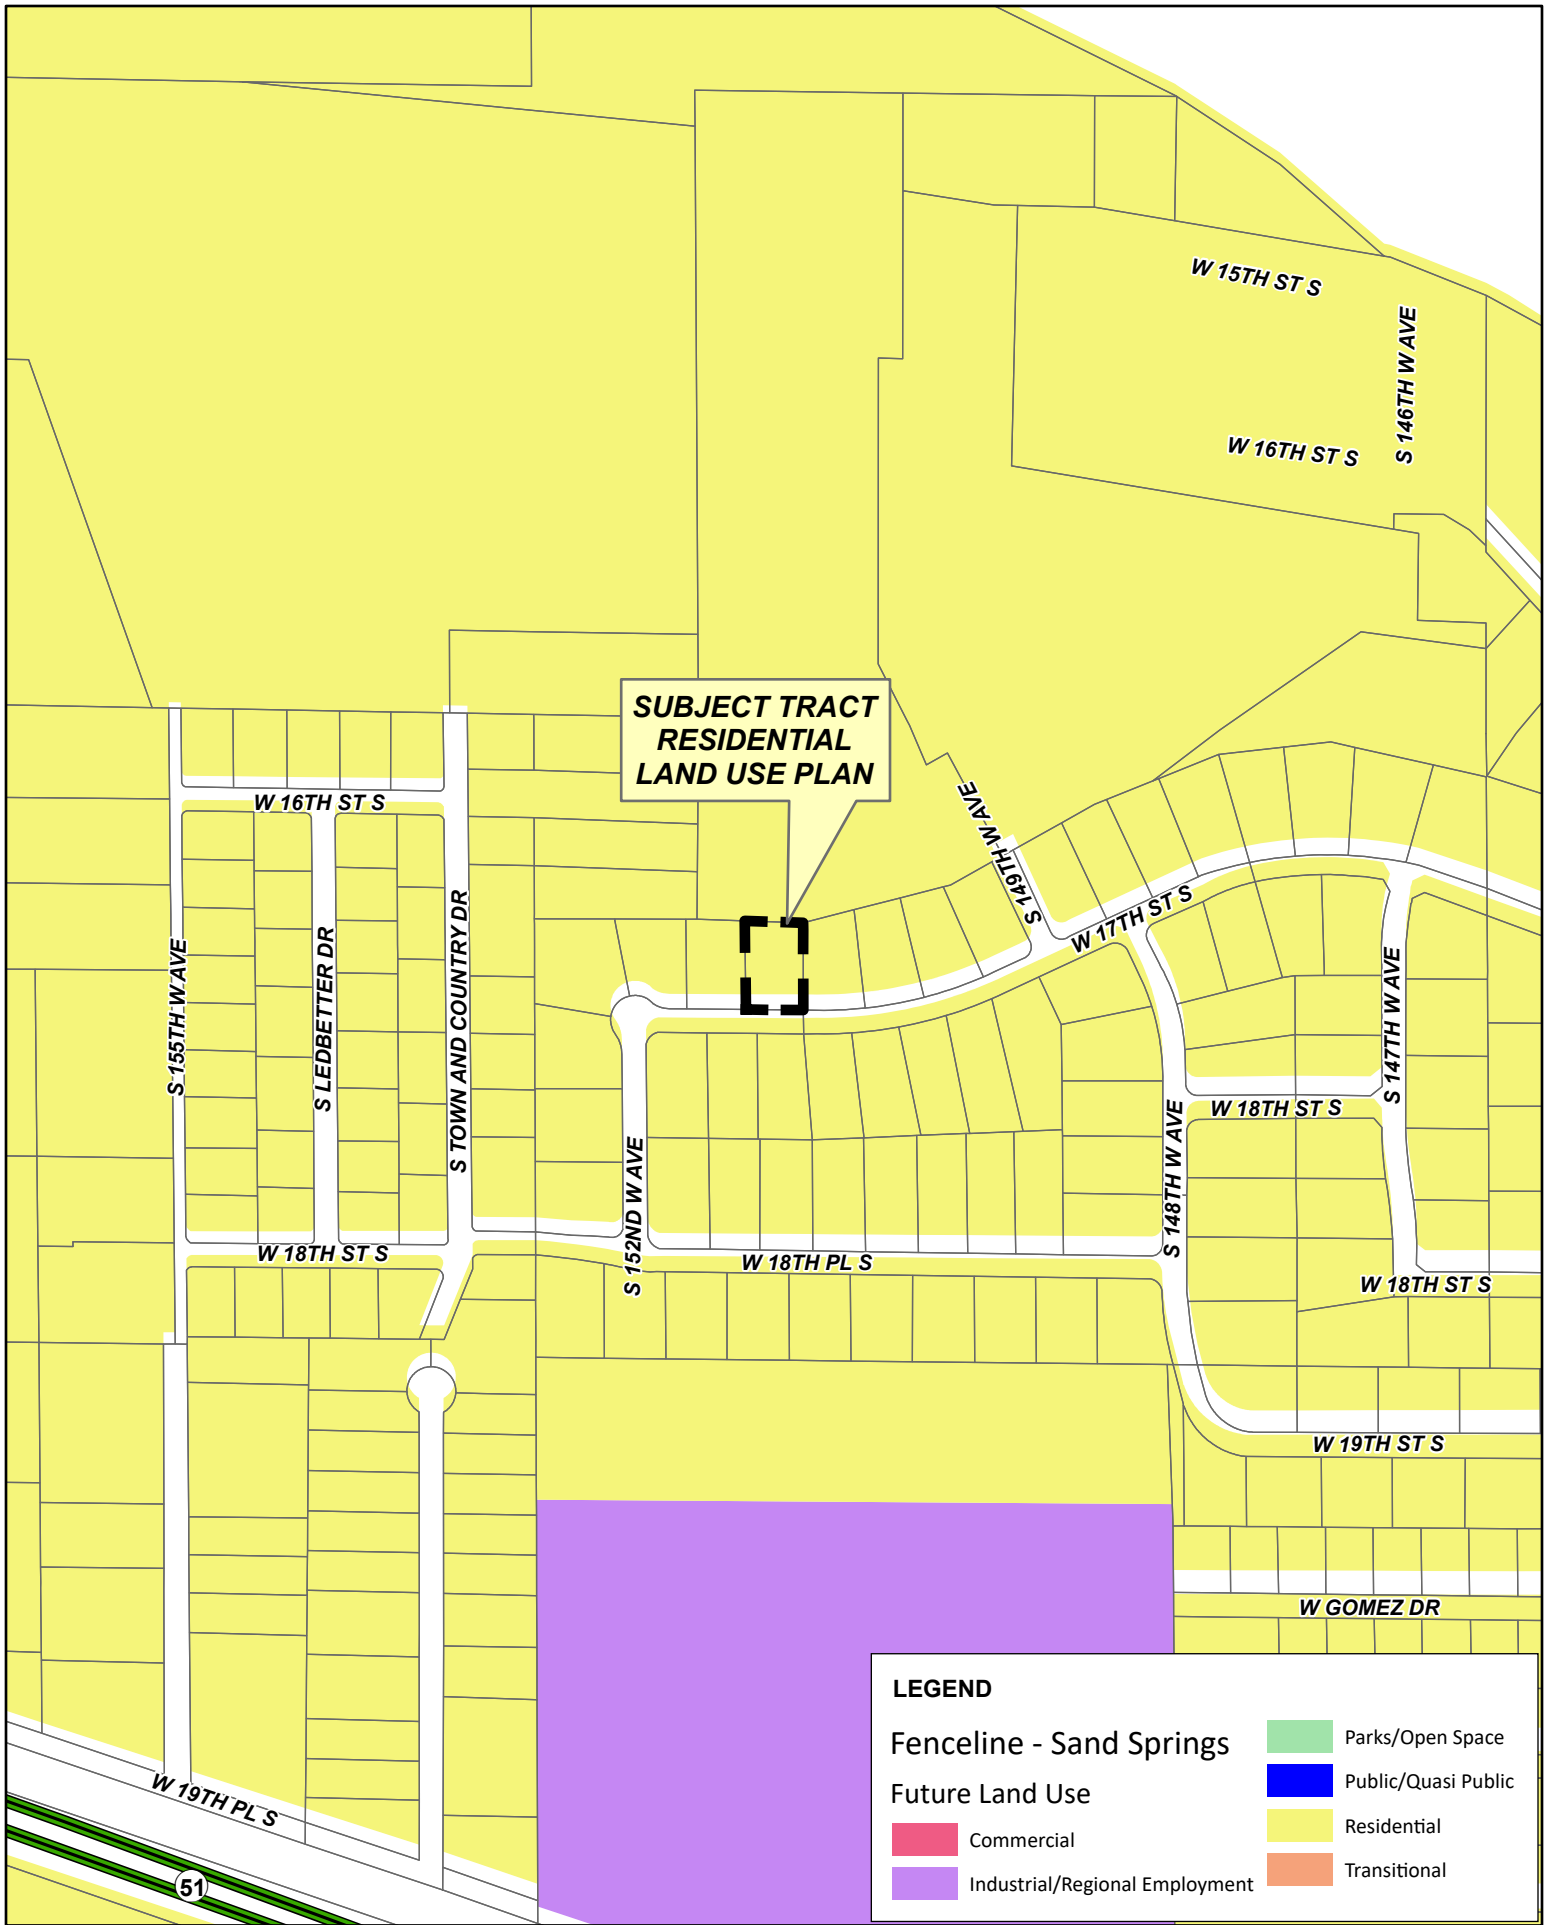 W 15TH ST S
S 146TH W AVE
W 16TH ST S
SUBJECT TRACT
RESIDENTIAL
LAND USE PLAN
W 16TH ST S
S 149TH W AVE
W 17TH ST S
S 155TH W AVE
S LEDBETTER DR
S TOWN AND COUNTRY DR
S 147TH W AVE
W 18TH ST S
S 148TH W AVE
S 152ND W AVE
W 18TH ST S
W 18TH PL S
W 18TH ST S
W 19TH ST S
W GOMEZ DR
W 19TH PL S
51
LEGEND
Fenceline - Sand Springs
Future Land Use
Commercial
Industrial/Regional Employment
Parks/Open Space
Public/Quasi Public
Residential
Transitional